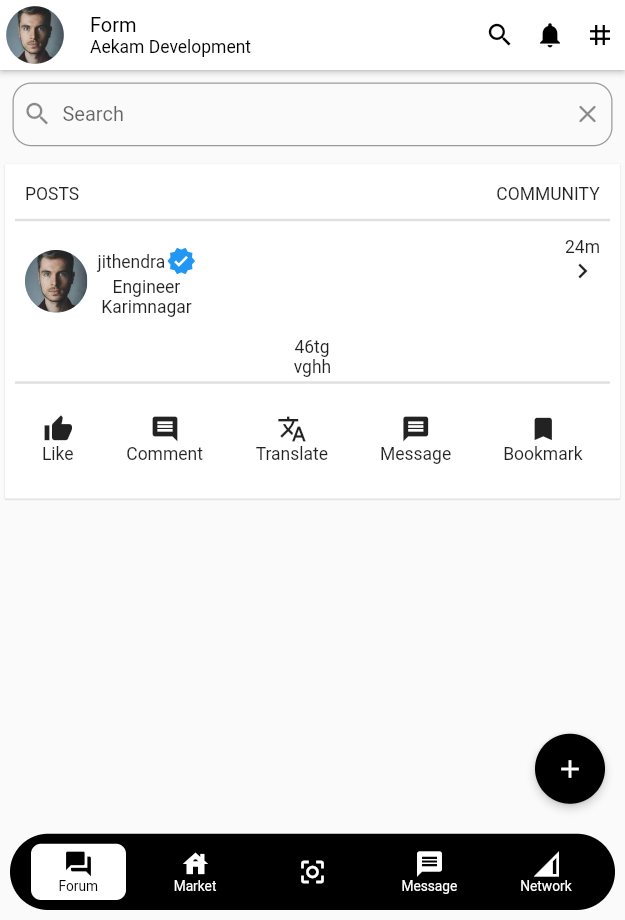 Form
Aekam Development
Search
POSTS COMMUNITY
24m
jithendra
Engineer
Karimnagar
46tg
vghh
Like Comment Translate Message Bookmark
Forum Market Message Network